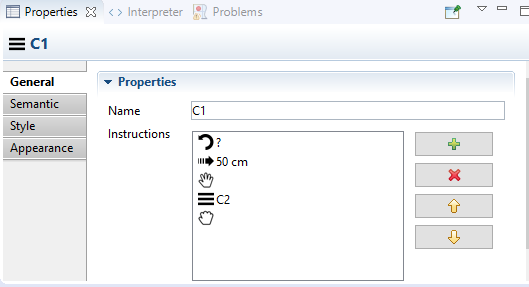 Properties Interpreter Problems
C1
General
Semantic
Style
Appearance
Properties
Name C1
Instructions
?
50 cm
C2